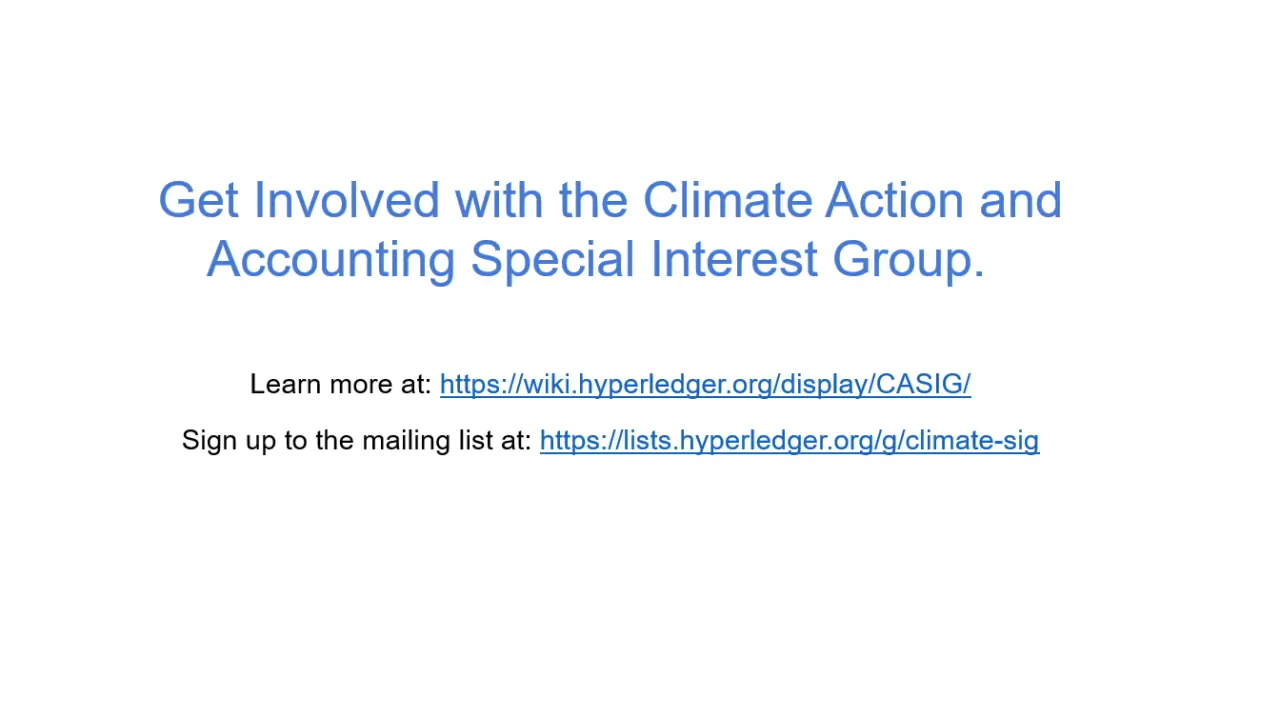 Get Involved with the Climate Action and
Accounting Special Interest Group.
Learn more at: https://wiki.hyperledger.org/display/CASIG/
Sign up to the mailing list at: https://lists.hyperledger.org/g/climate-sig